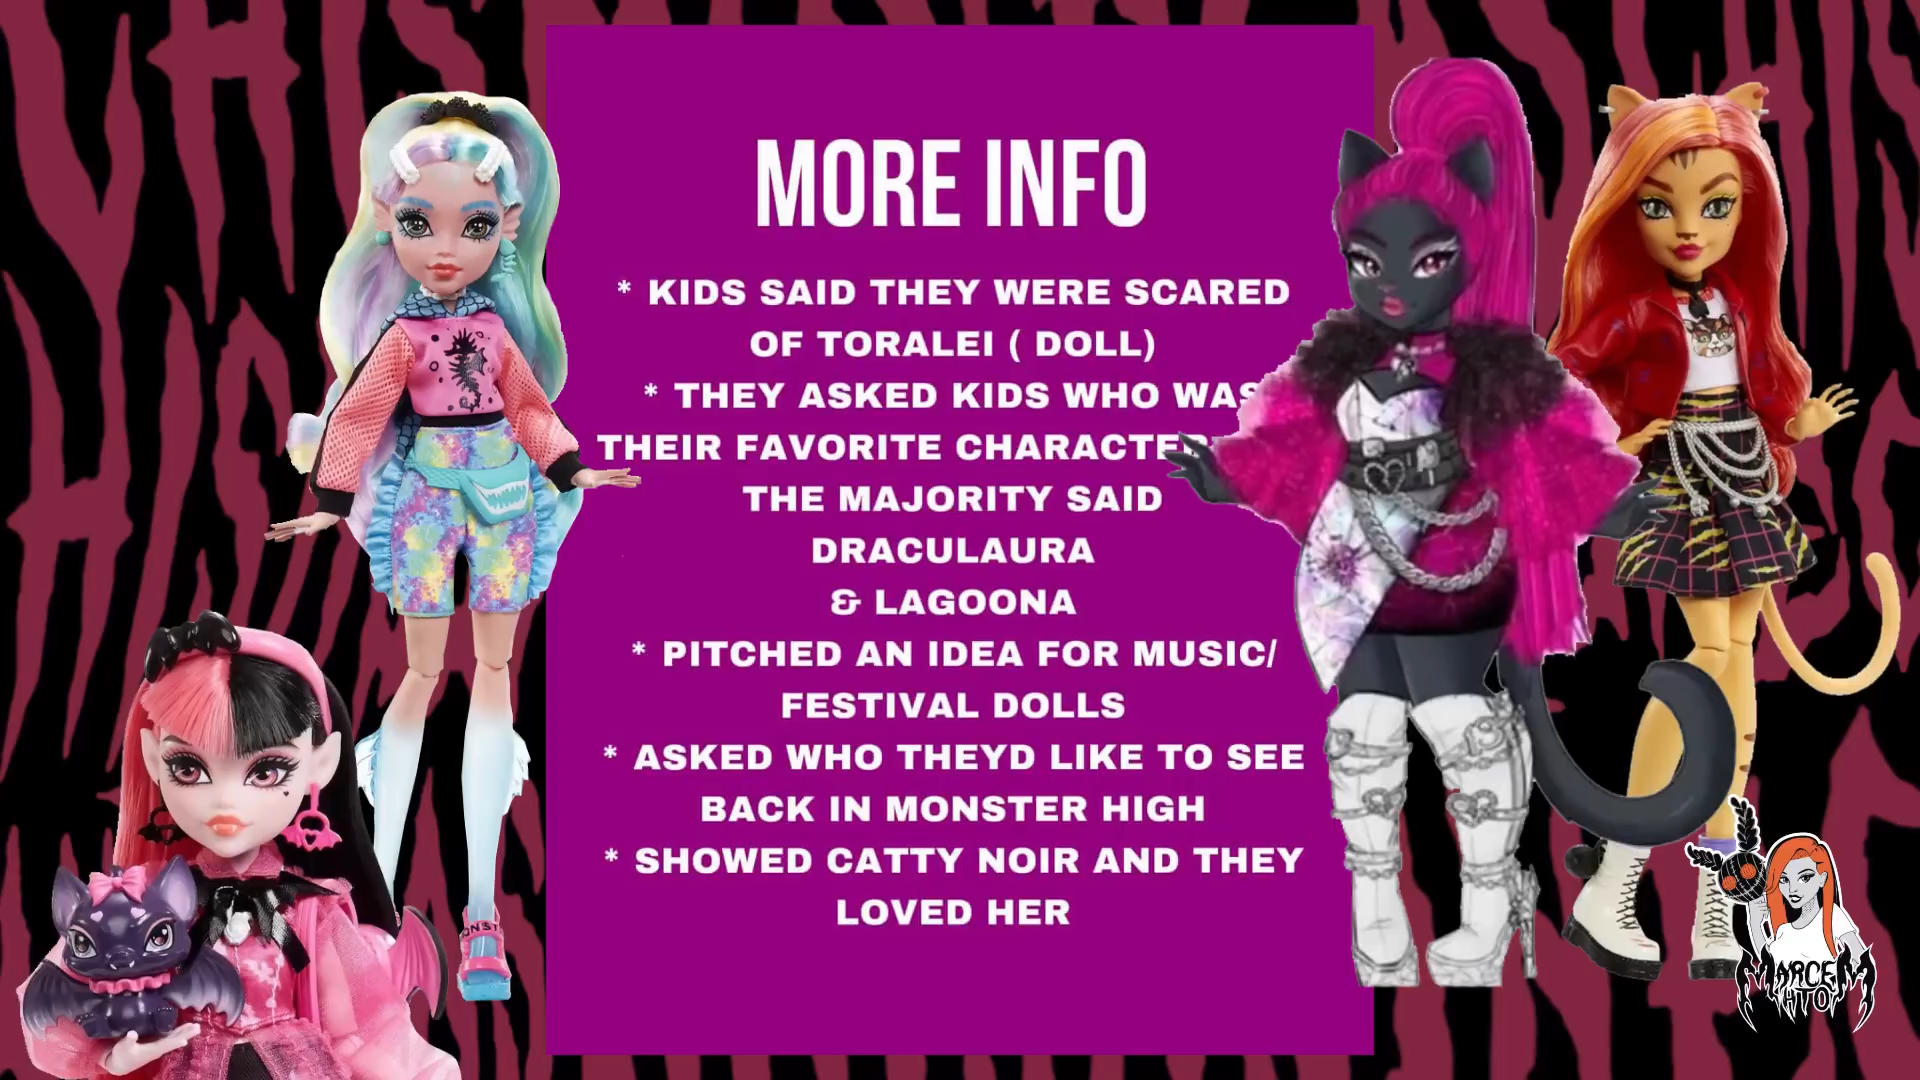 MORE INFO
* KIDS SAID THEY WERE SCARED
OF TORALEI ( DOLL)
* THEY ASKED KIDS WHO WAS
THEIR FAVORITE CHARACTER
THE MAJORITY SAID
DRACULAURA
& LAGOONA
* PITCHED AN IDEA FOR MUSIC/
FESTIVAL DOLLS
* ASKED WHO THEYD LIKE TO SEE
BACK IN MONSTER HIGH
* SHOWED CATTY NOIR AND THEY
LOVED HER